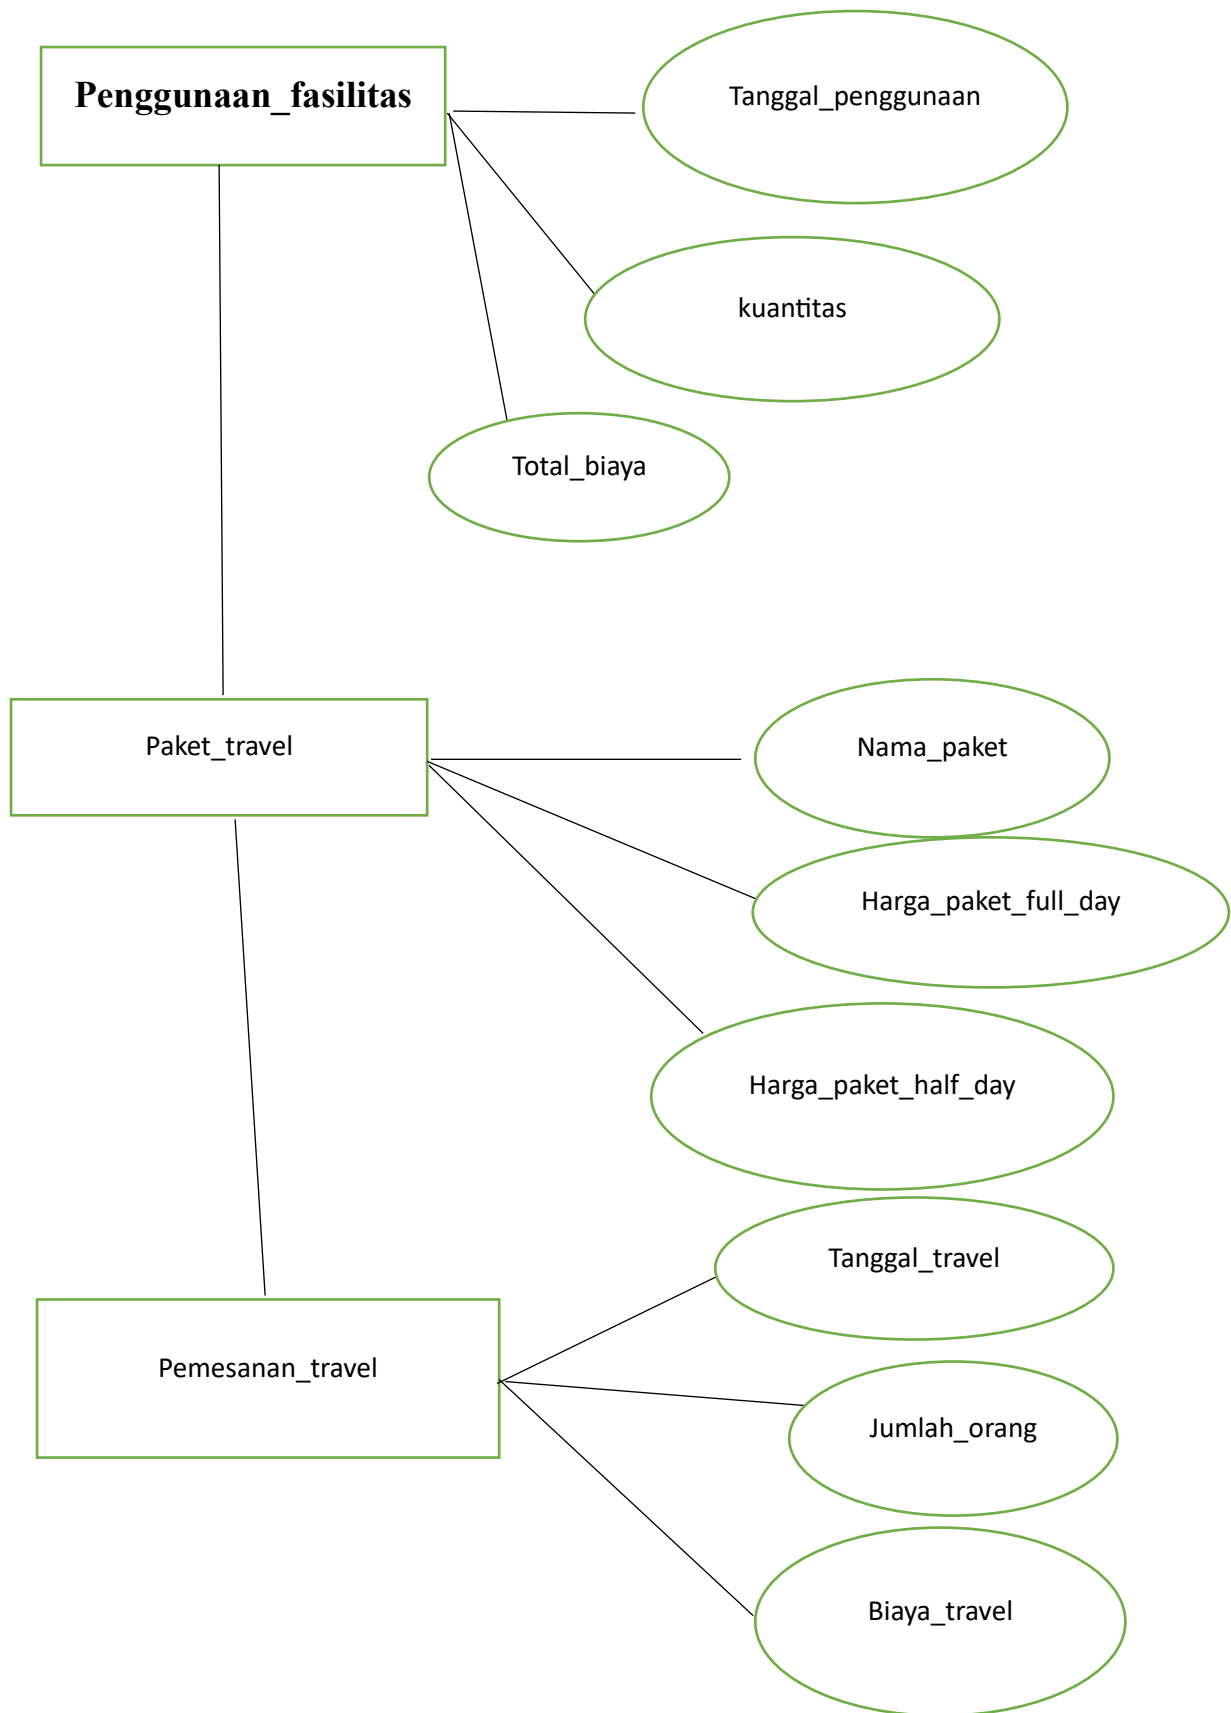 Penggunaan_fasilitas
Tanggal_penggunaan
kuantitas
Total_biaya
Paket_travel
Nama_paket
Harga_paket_full_day
Harga_paket_half_day
Tanggal_travel
Pemesanan_travel
Jumlah_orang
Biaya_travel